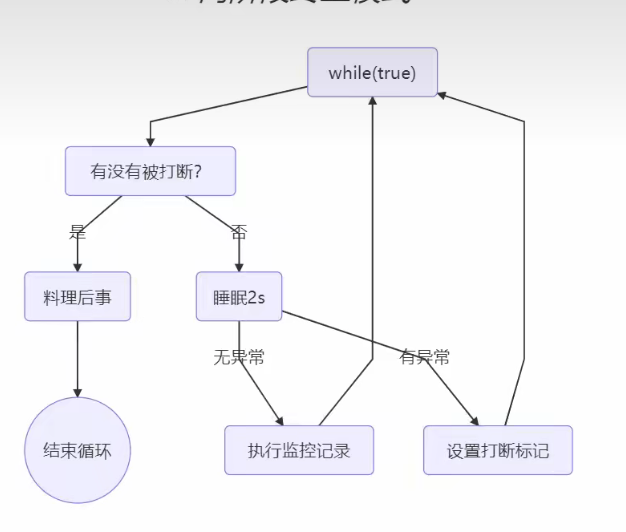 while(true)
有没有被打断?
是
否
料理后事
睡眠2s
无异常
有异常
结束循环
执行监控记录
设置打断标记